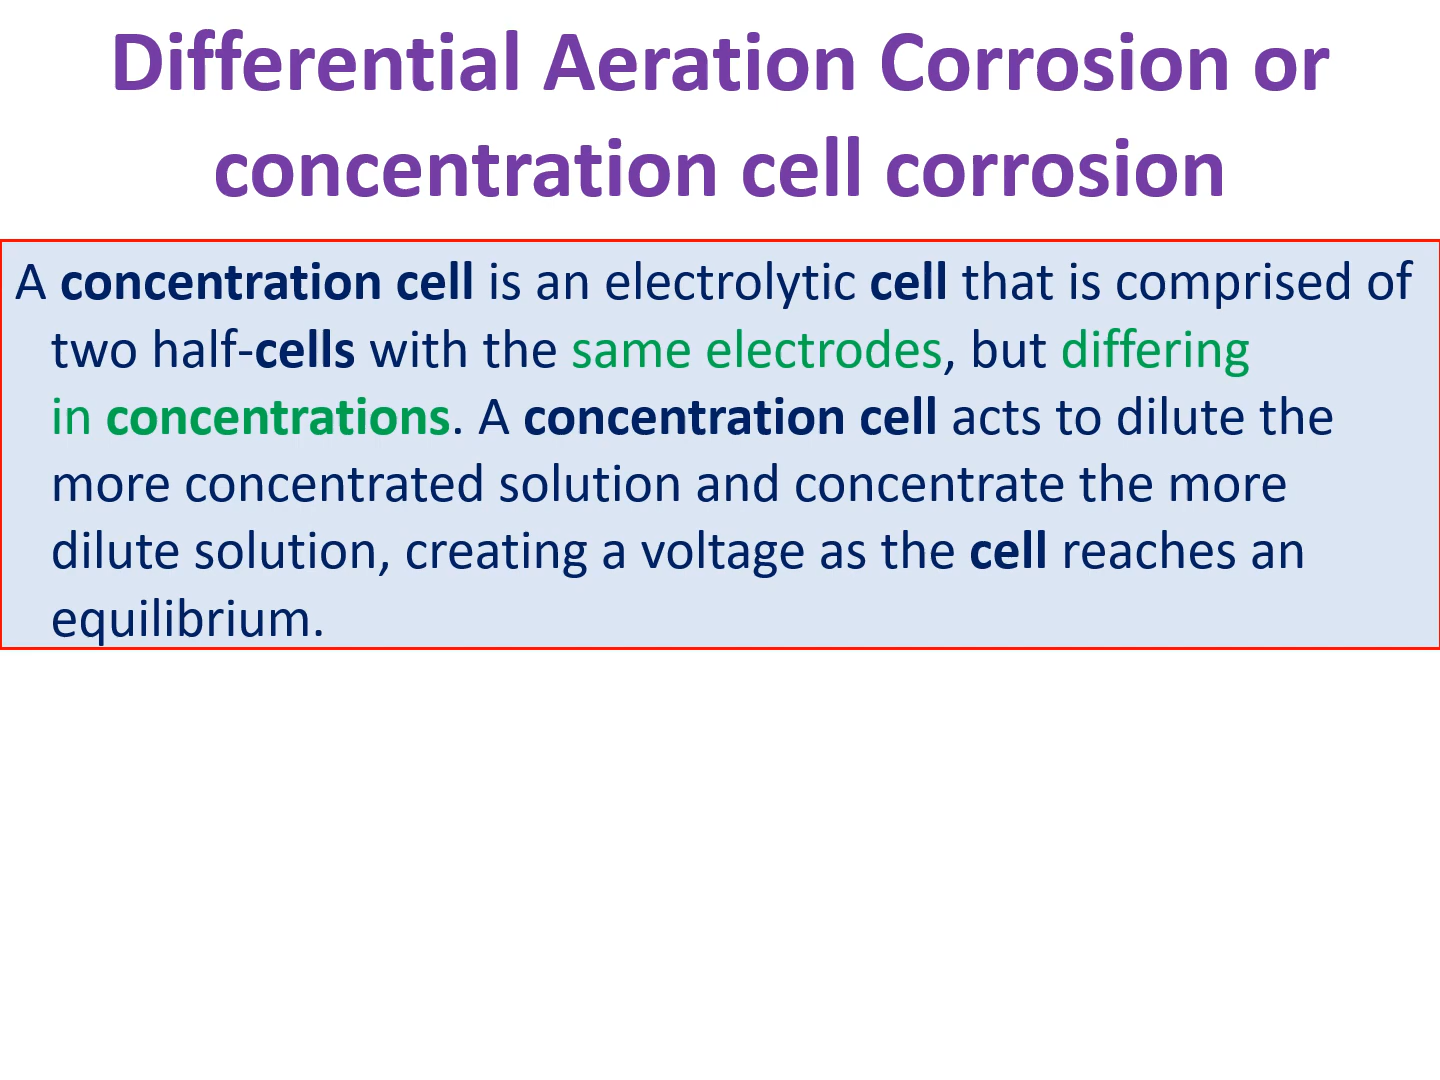 Differential Aeration Corrosion or
concentration cell corrosion
A concentration cell is an electrolytic cell that is comprised of
two half-cells with the same electrodes, but differing
in concentrations. A concentration cell acts to dilute the
more concentrated solution and concentrate the more
dilute solution, creating a voltage as the cell reaches an
equilibrium.